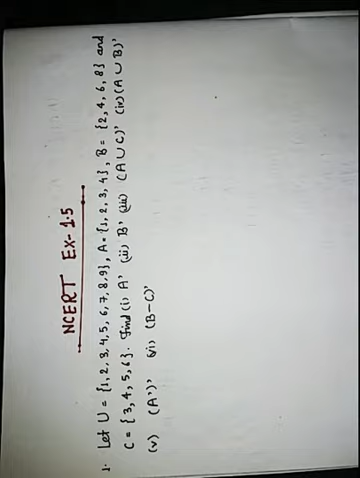 NCERT Ex-1.5
1. Let U = {1, 2, 3, 4, 5, 6, 7, 8, 9}, A = {1, 2, 3, 4}, B = {2, 4, 6, 8} and
C = {3, 4, 5, 6}. Find (i) A' (ii) B' (iii) (A∪C)' (iv) (A∪B)'
(v) (A')' (vi) (B-C)'